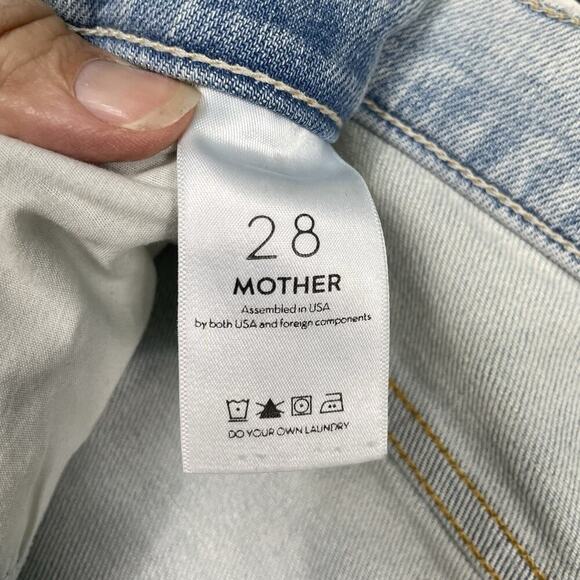 28
MOTHER
Assembled in USA
by both USA and foreign components
DO YOUR OWN LAUNDRY